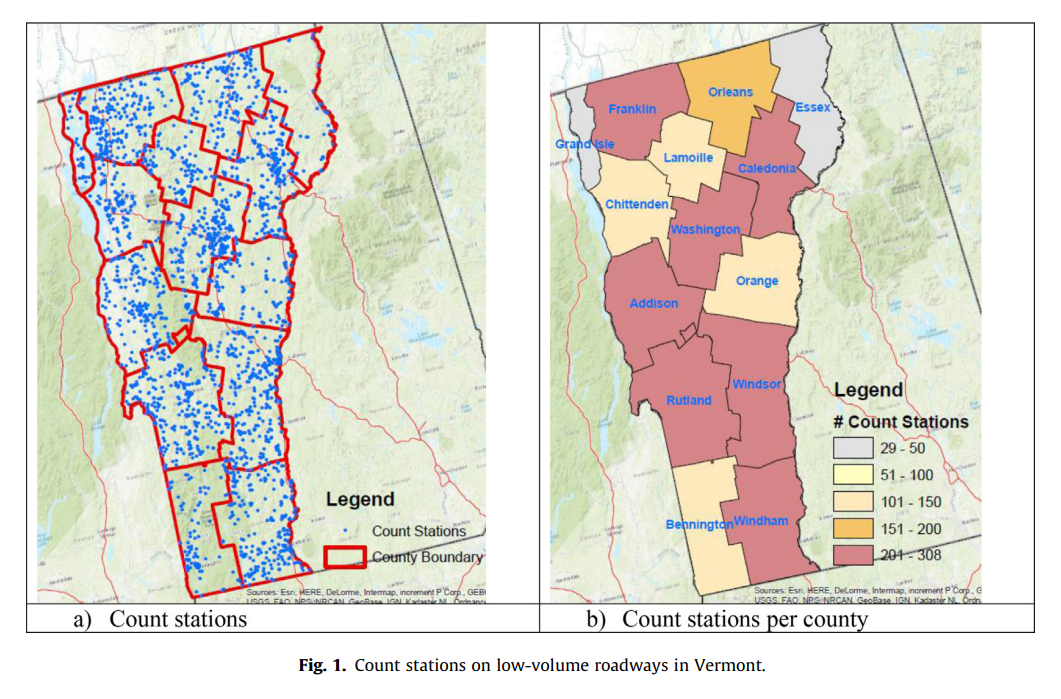 Legend
Count Stations
County Boundary
Sources: Esri, HERE, DeLorme, Intermap, increment P Corp., GEB
USGS, FAO, NPS, NRCAN, GeoBase, IGN, Kadaster NL, Ordnanc
a) Count stations
Orleans
Essex
Franklin
Grand Isle
Lamoille
Caledonia
Chittenden
Washington
Orange
Addison
Windsor
Rutland
Bennington
Windham
Legend
# Count Stations
29 - 50
51 - 100
101 - 150
151 - 200
201 - 308
Sources: Esri, HERE, DeLorme, Intermap, increment P Corp., G
USGS, FAO, NPS, NRCAN, GeoBase, IGN, Kadaster NL, Ordn
b) Count stations per county
Fig. 1. Count stations on low-volume roadways in Vermont.